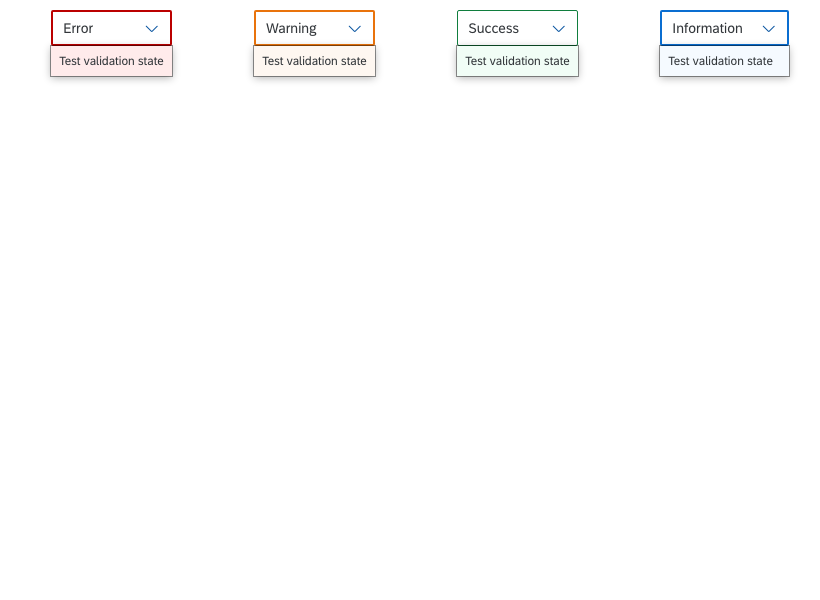 Error
Warning
Success
Information
Test validation state
Test validation state
Test validation state
Test validation state